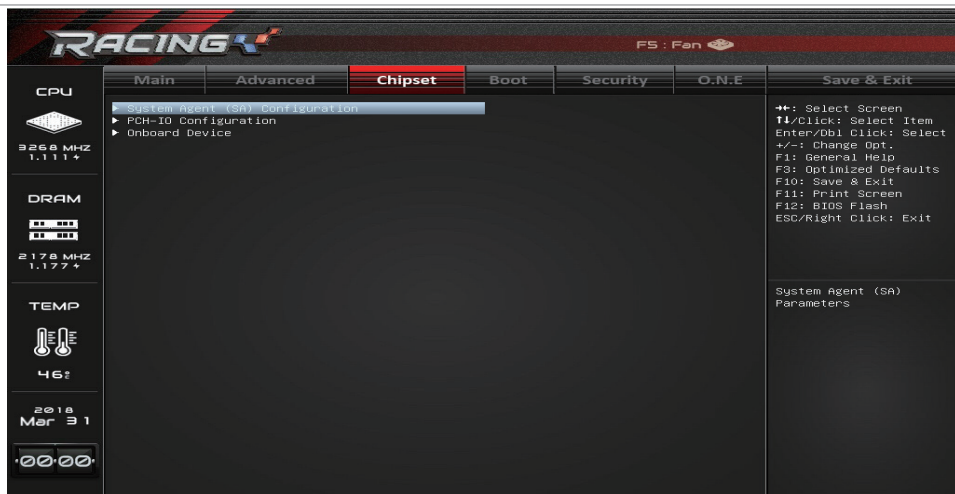 RACING
F5 : Fan
Main Advanced Chipset Boot Security O.N.E Save & Exit
CPU
3268 MHZ
1.111
DRAM
2178 MHZ
1.177
TEMP
46
2018
Mar 31
00:00
▶ System Agent (SA) Configuration
▶ PCH-IO Configuration
▶ Onboard Device
→←: Select Screen
↑↓/Click: Select Item
Enter/Dbl Click: Select
+/-: Change Opt.
F1: General Help
F3: Optimized Defaults
F10: Save & Exit
F11: Print Screen
F12: BIOS Flash
ESC/Right Click: Exit
System Agent (SA)
Parameters